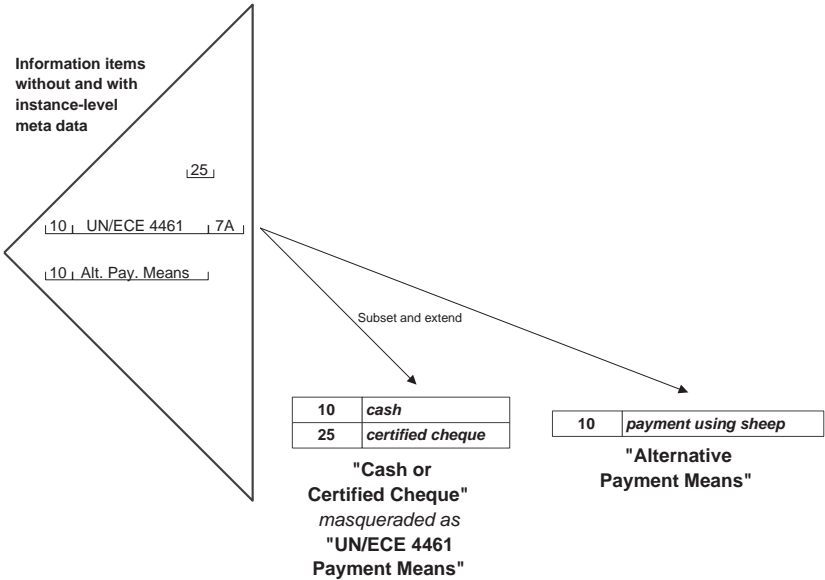 Information items
without and with
instance-level
meta data
25
10 UN/ECE 4461 7A
10 Alt. Pay. Means
Subset and extend
10 cash
25 certified cheque
"Cash or
Certified Cheque"
masqueraded as
"UN/ECE 4461
Payment Means"
10 payment using sheep
"Alternative
Payment Means"